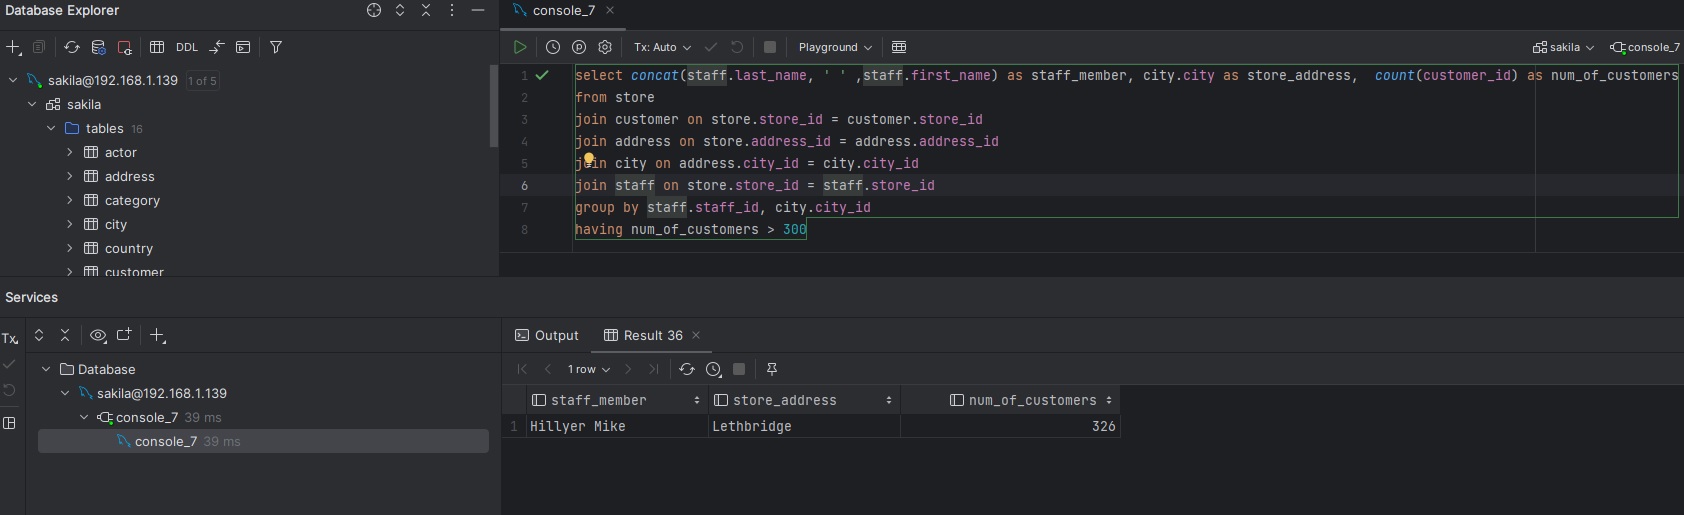 Database Explorer
console_7
DDL
Tx: Auto
Playground
sakila
console_7
sakila@192.168.1.139 1 of 5
sakila
tables 16
actor
address
category
city
country
customer
1 select concat(staff.last_name, ' ' ,staff.first_name) as staff_member, city.city as store_address,  count(customer_id) as num_of_customers
2 from store
3 join customer on store.store_id = customer.store_id
4 join address on store.address_id = address.address_id
5 join city on address.city_id = city.city_id
6 join staff on store.store_id = staff.store_id
7 group by staff.staff_id, city.city_id
8 having num_of_customers > 300
Services
Tx
Database
sakila@192.168.1.139
console_7 39 ms
console_7 39 ms
Output
Result 36
1 row
staff_member store_address num_of_customers
1 Hillyer Mike Lethbridge 326